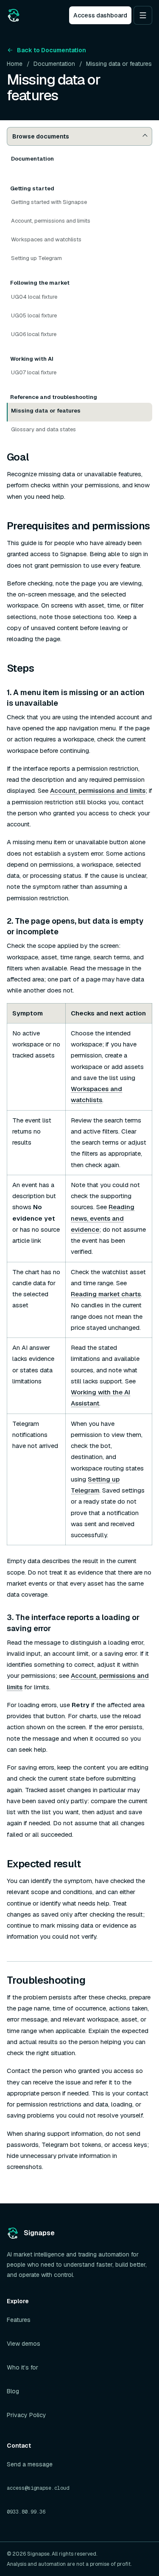 Access dashboard
← Back to Documentation
Home / Documentation / Missing data or features
Missing data or
features
Browse documents
Documentation
Getting started
Getting started with Signapse
Account, permissions and limits
Workspaces and watchlists
Setting up Telegram
Following the market
UG04 local fixture
UG05 local fixture
UG06 local fixture
Working with AI
UG07 local fixture
Reference and troubleshooting
Missing data or features
Glossary and data states
Goal
Recognize missing data or unavailable features,
perform checks within your permissions, and know
when you need help.
Prerequisites and permissions
This guide is for people who have already been
granted access to Signapse. Being able to sign in
does not grant permission to use every feature.
Before checking, note the page you are viewing,
the on-screen message, and the selected
workspace. On screens with asset, time, or filter
selections, note those selections too. Keep a
copy of unsaved content before leaving or
reloading the page.
Steps
1. A menu item is missing or an action
is unavailable
Check that you are using the intended account and
have opened the app navigation menu. If the page
or action requires a workspace, check the current
workspace before continuing.
If the interface reports a permission restriction,
read the description and any required permission
displayed. See Account, permissions and limits; if
a permission restriction still blocks you, contact
the person who granted you access to check your
account.
A missing menu item or unavailable button alone
does not establish a system error. Some actions
depend on permissions, a workspace, selected
data, or processing status. If the cause is unclear,
note the symptom rather than assuming a
permission restriction.
2. The page opens, but data is empty
or incomplete
Check the scope applied by the screen:
workspace, asset, time range, search terms, and
filters when available. Read the message in the
affected area; one part of a page may have data
while another does not.
Symptom
Checks and next action
No active
workspace or no
tracked assets
Choose the intended
workspace; if you have
permission, create a
workspace or add assets
and save the list using
Workspaces and
watchlists.
The event list
returns no
results
Review the search terms
and active filters. Clear
the search terms or adjust
the filters as appropriate,
then check again.
An event has a
description but
shows No
evidence yet
or has no source
article link
Note that you could not
check the supporting
sources. See Reading
news, events and
evidence; do not assume
the event has been
verified.
The chart has no
candle data for
the selected
asset
Check the watchlist asset
and time range. See
Reading market charts.
No candles in the current
range does not mean the
price stayed unchanged.
An AI answer
lacks evidence
or states data
limitations
Read the stated
limitations and available
sources, and note what
still lacks support. See
Working with the AI
Assistant.
Telegram
notifications
have not arrived
When you have
permission to view them,
check the bot,
destination, and
workspace routing states
using Setting up
Telegram. Saved settings
or a ready state do not
prove that a notification
was sent and received
successfully.
Empty data describes the result in the current
scope. Do not treat it as evidence that there are no
market events or that every asset has the same
data coverage.
3. The interface reports a loading or
saving error
Read the message to distinguish a loading error,
invalid input, an account limit, or a saving error. If it
identifies something to correct, adjust it within
your permissions; see Account, permissions and
limits for limits.
For loading errors, use Retry if the affected area
provides that button. For charts, use the reload
action shown on the screen. If the error persists,
note the message and when it occurred so you
can seek help.
For saving errors, keep the content you are editing
and check the current state before submitting
again. Tracked asset changes in particular may
have been saved only partly: compare the current
list with the list you want, then adjust and save
again if needed. Do not assume that all changes
failed or all succeeded.
Expected result
You can identify the symptom, have checked the
relevant scope and conditions, and can either
continue or identify what needs help. Treat
changes as saved only after checking the result;
continue to mark missing data or evidence as
information you could not verify.
Troubleshooting
If the problem persists after these checks, prepare
the page name, time of occurrence, actions taken,
error message, and relevant workspace, asset, or
time range when applicable. Explain the expected
and actual results so the person helping you can
check the right situation.
Contact the person who granted you access so
they can receive the issue and refer it to the
appropriate person if needed. This is your contact
for permission restrictions and data, loading, or
saving problems you could not resolve yourself.
When sharing support information, do not send
passwords, Telegram bot tokens, or access keys;
hide unnecessary private information in
screenshots.
Signapse
AI market intelligence and trading automation for
people who need to understand faster, build better,
and operate with control.
Explore
Features
View demos
Who it's for
Blog
Privacy Policy
Contact
Send a message
access@signapse.cloud
0933.60.99.36
© 2026 Signapse. All rights reserved.
Analysis and automation are not a promise of profit.